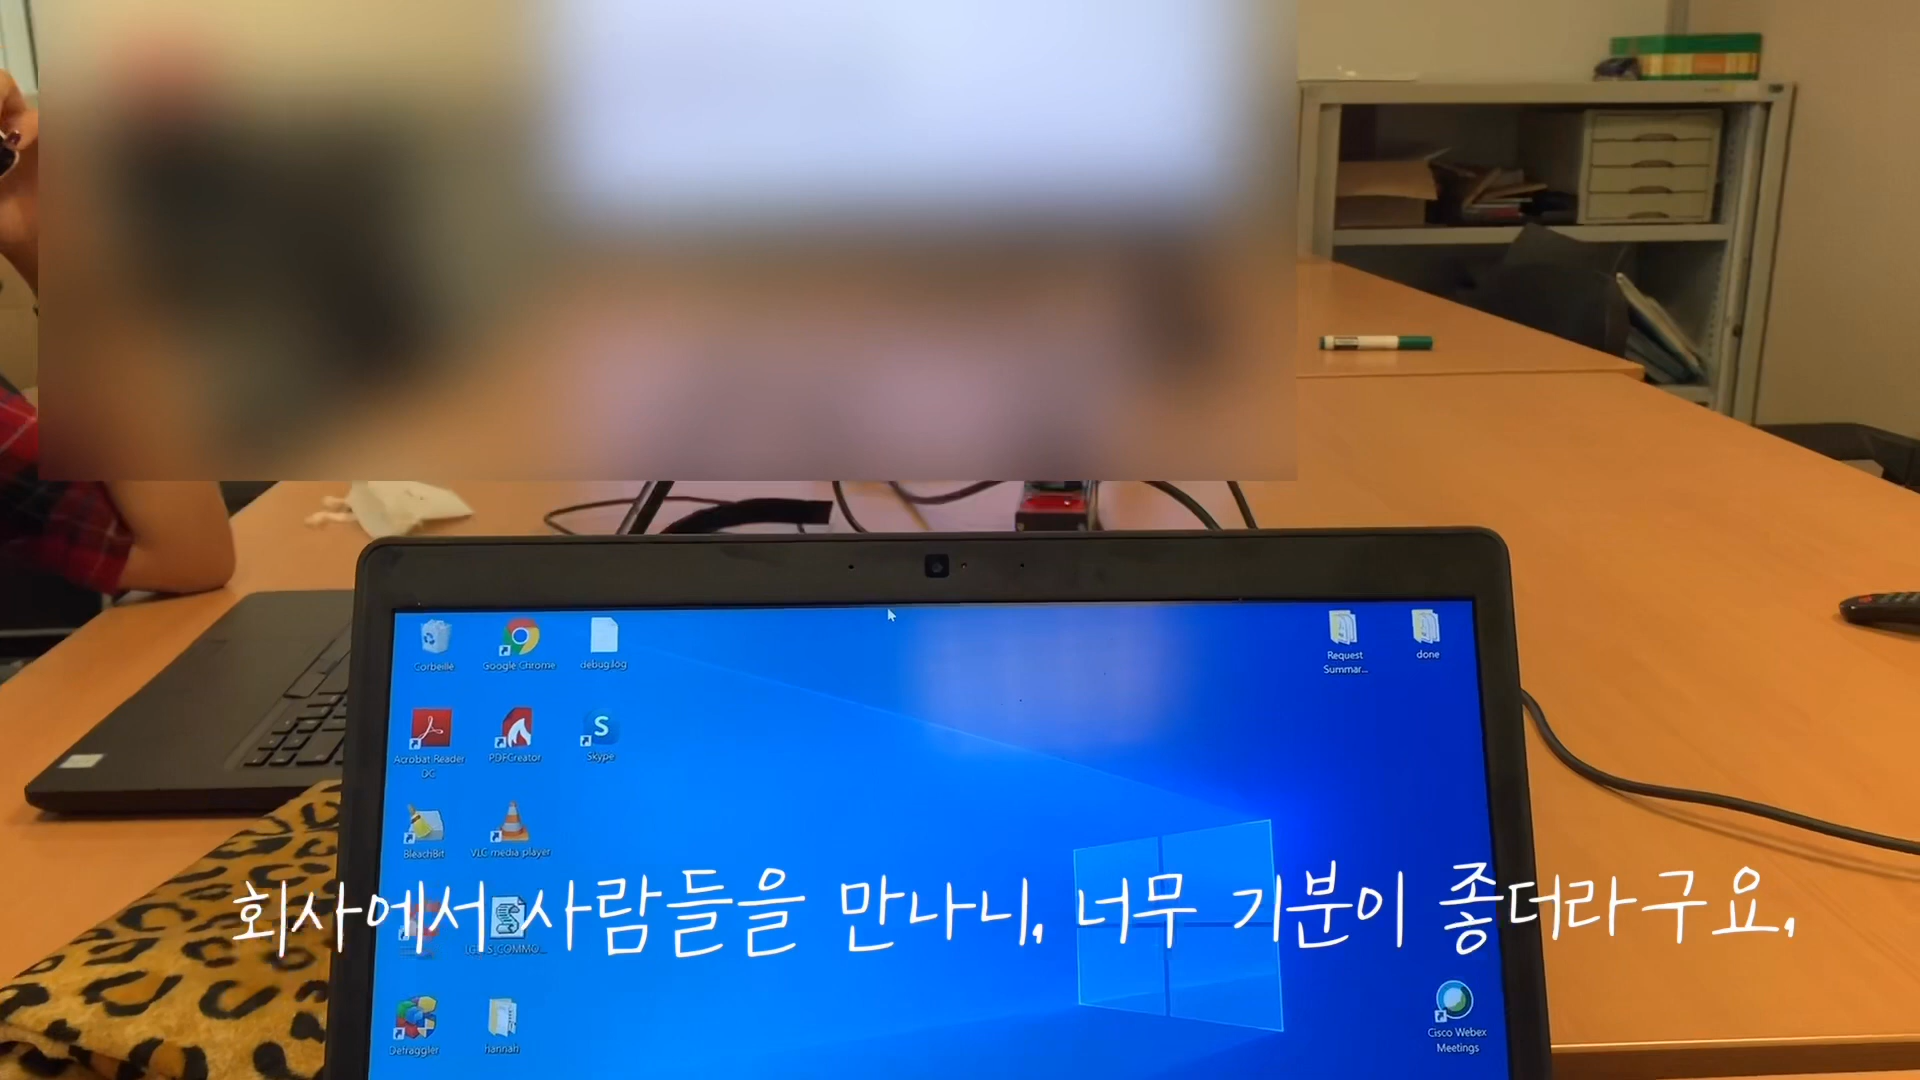 Corbeille
Google Chrome
debug.log
Request
Summar...
done
Acrobat Reader
DC
PDFCreator
Skype
BleachBit
VLC media player
회사에서 사람들을 만나니, 너무 기분이 좋더라구요.
Defraggler
hannah
Cisco Webex
Meetings